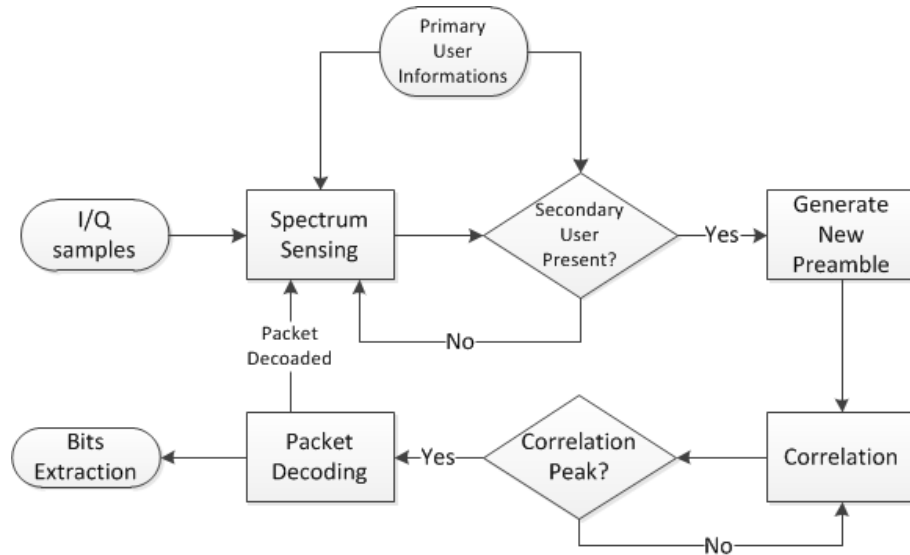 Primary
User
Informations
I/Q
samples
Spectrum
Sensing
Secondary
User
Present?
Yes
Generate
New
Preamble
No
Packet
Decoaded
Bits
Extraction
Packet
Decoding
Yes
Correlation
Peak?
Correlation
No